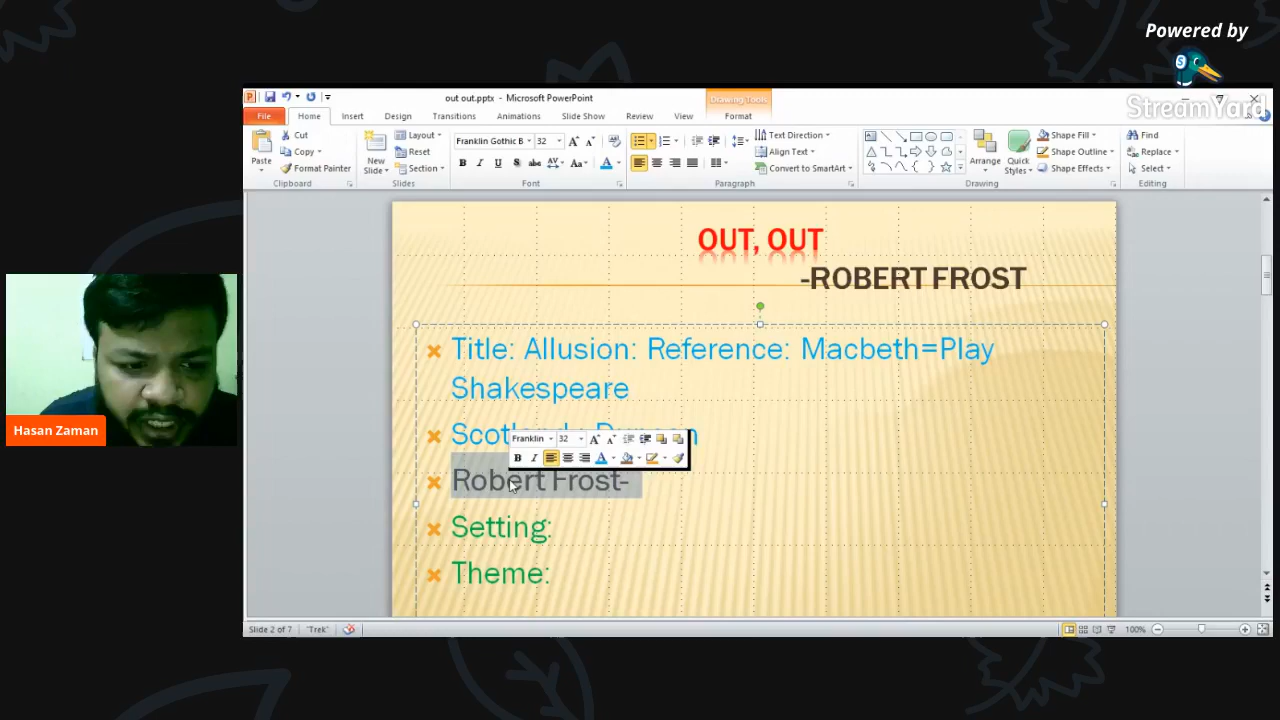 Powered by
S
StreamYard
P
out out.pptx - Microsoft PowerPoint
Drawing Tools
File Home Insert Design Transitions Animations Slide Show Review View Format
Paste
Cut
Copy
Format Painter
Clipboard
New
Slide
Layout
Reset
Section
Slides
Franklin Gothic B 32 A A
B I U S abc AV Aa A
Font
Text Direction
Align Text
Convert to SmartArt
Paragraph
Arrange
Quick
Styles
Shape Fill
Shape Outline
Shape Effects
Drawing
Find
Replace
Select
Editing
OUT, OUT
-ROBERT FROST
Title: Allusion: Reference: Macbeth=Play
Shakespeare
Franklin 32 A A
B I A
Robert Frost-
Setting:
Theme:
Hasan Zaman
Slide 2 of 7 "Trek" 100%